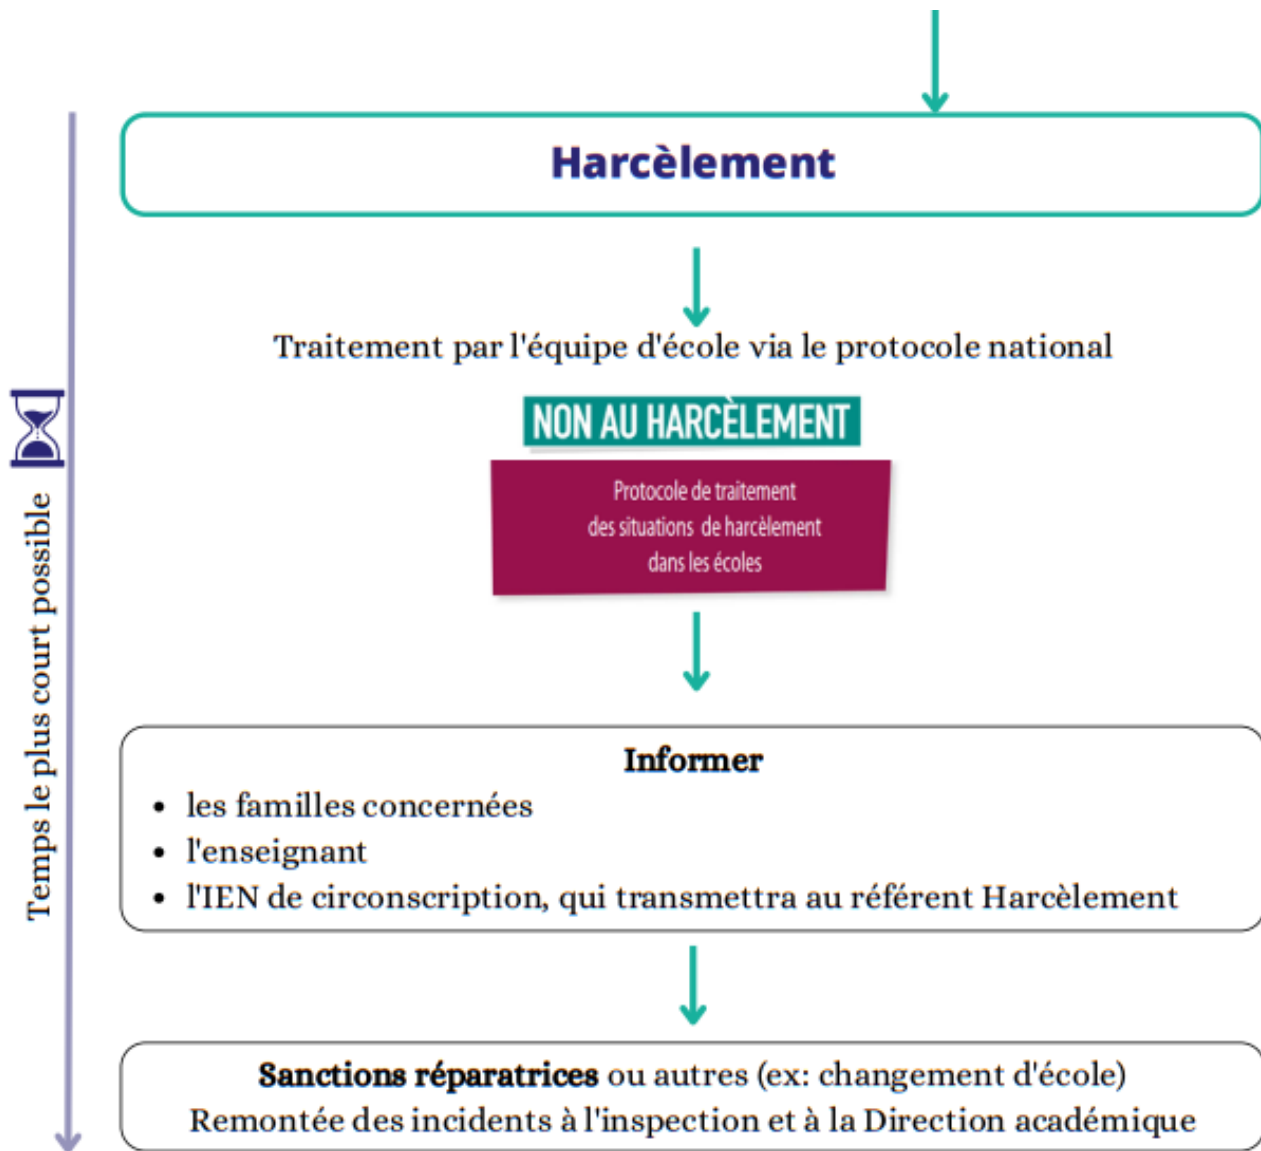 Harcèlement
Traitement par l'équipe d'école via le protocole national
NON AU HARCÈLEMENT
Protocole de traitement
des situations de harcèlement
dans les écoles
Temps le plus court possible
Informer
• les familles concernées
• l'enseignant
• l'IEN de circonscription, qui transmettra au référent Harcèlement
Sanctions réparatrices ou autres (ex: changement d'école)
Remontée des incidents à l'inspection et à la Direction académique